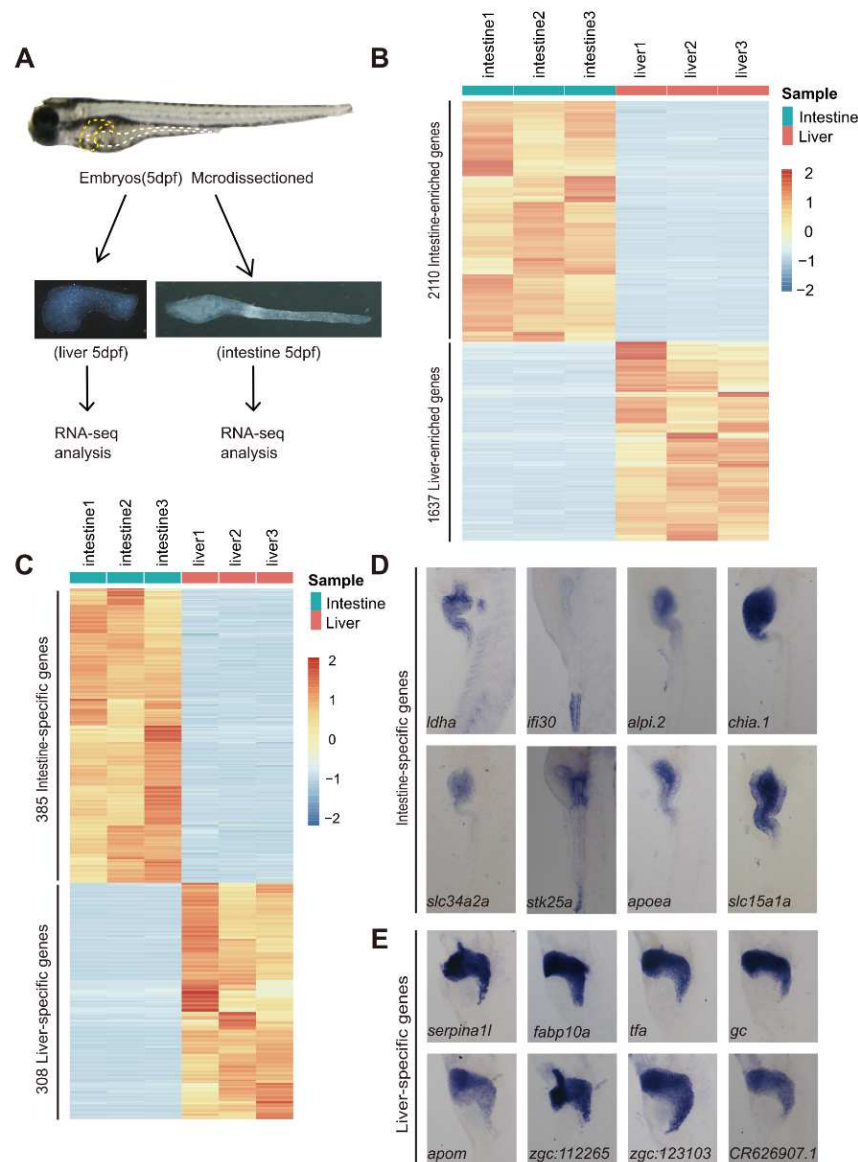 A
Embryos(5dpf) Mcrodissectioned
(liver 5dpf)
(intestine 5dpf)
RNA-seq
analysis
RNA-seq
analysis
B
intestine1
intestine2
intestine3
liver1
liver2
liver3
Sample
Intestine
Liver
2
1
0
−1
−2
2110 Intestine-enriched genes
1637 Liver-enriched genes
C
intestine1
intestine2
intestine3
liver1
liver2
liver3
Sample
Intestine
Liver
2
1
0
−1
−2
385 Intestine-specific genes
308 Liver-specific genes
D
Intestine-specific genes
ldha
ifi30
alpi.2
chia.1
slc34a2a
stk25a
apoea
slc15a1a
E
Liver-specific genes
serpina1l
fabp10a
tfa
gc
apom
zgc:112265
zgc:123103
CR626907.1